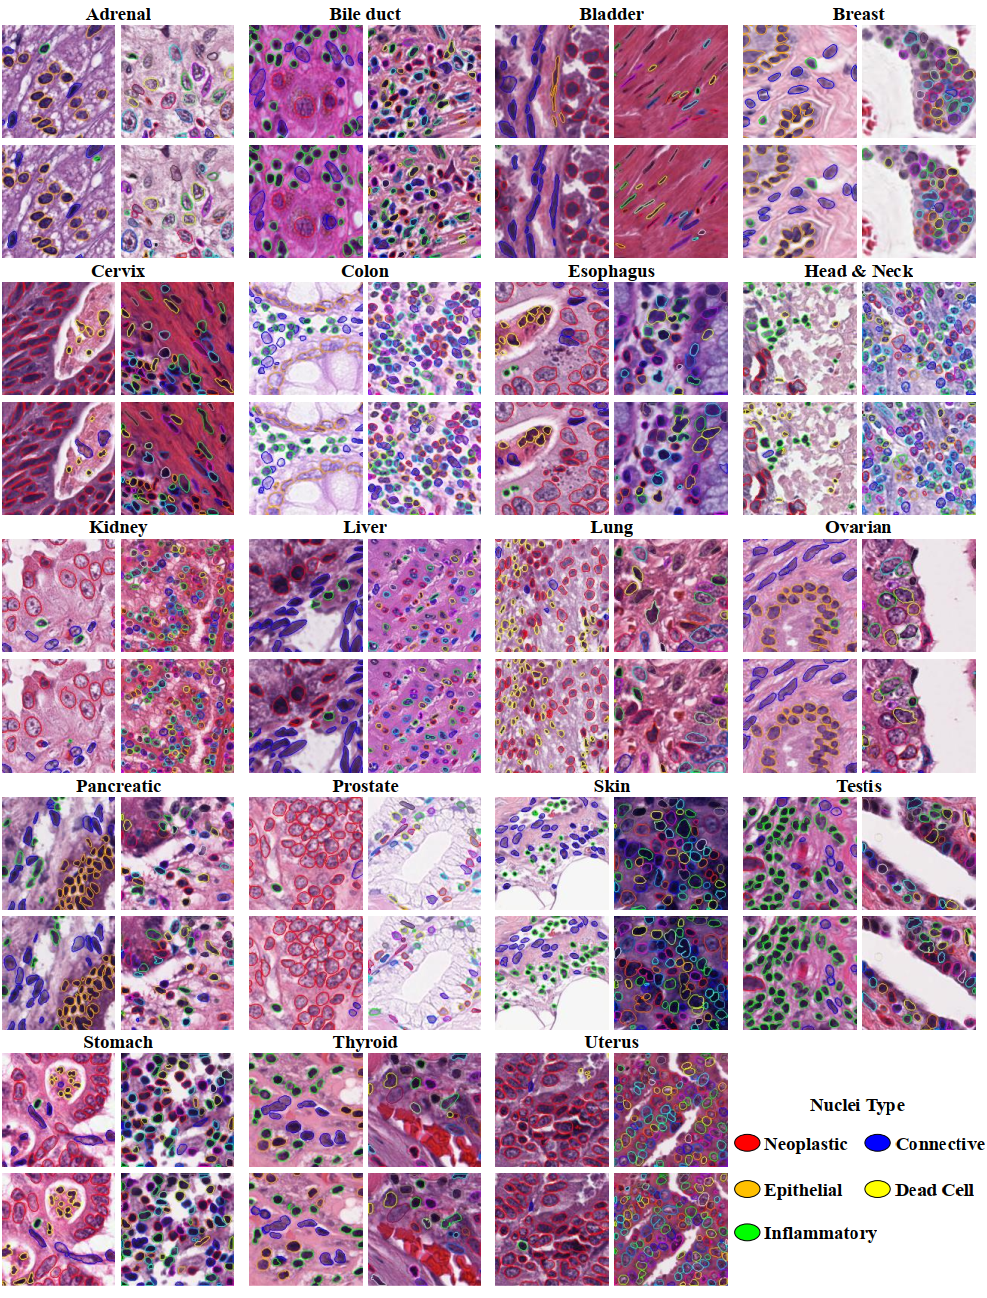 Adrenal Bile duct Bladder Breast
Cervix Colon Esophagus Head & Neck
Kidney Liver Lung Ovarian
Pancreatic Prostate Skin Testis
Stomach Thyroid Uterus
Nuclei Type
Neoplastic Connective
Epithelial Dead Cell
Inflammatory